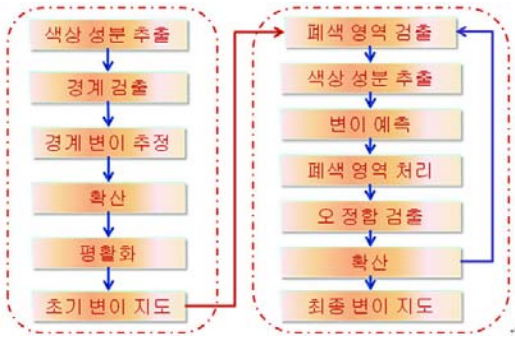 색상 성분 추출
경계 검출
경계 변이 추정
확산
평활화
초기 변이 지도
폐색 영역 검출
색상 성분 추출
변이 예측
폐색 영역 처리
오 정합 검출
확산
최종 변이 지도